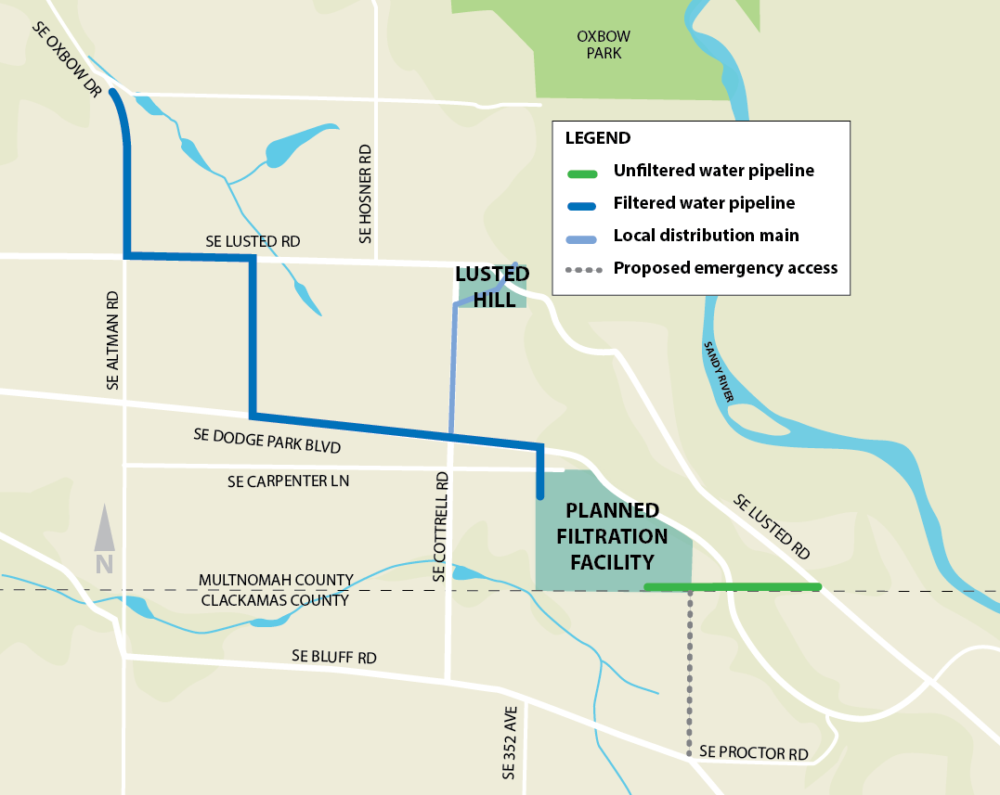 SE OXBOW DR
OXBOW
PARK
LEGEND
Unfiltered water pipeline
Filtered water pipeline
Local distribution main
Proposed emergency access
SE HOSNER RD
SE LUSTED RD
LUSTED
HILL
SE ALTMAN RD
SANDY RIVER
SE DODGE PARK BLVD
SE CARPENTER LN
SE COTTRELL RD
PLANNED
FILTRATION
FACILITY
SE LUSTED RD
N
MULTNOMAH COUNTY
CLACKAMAS COUNTY
SE BLUFF RD
SE 352 AVE
SE PROCTOR RD